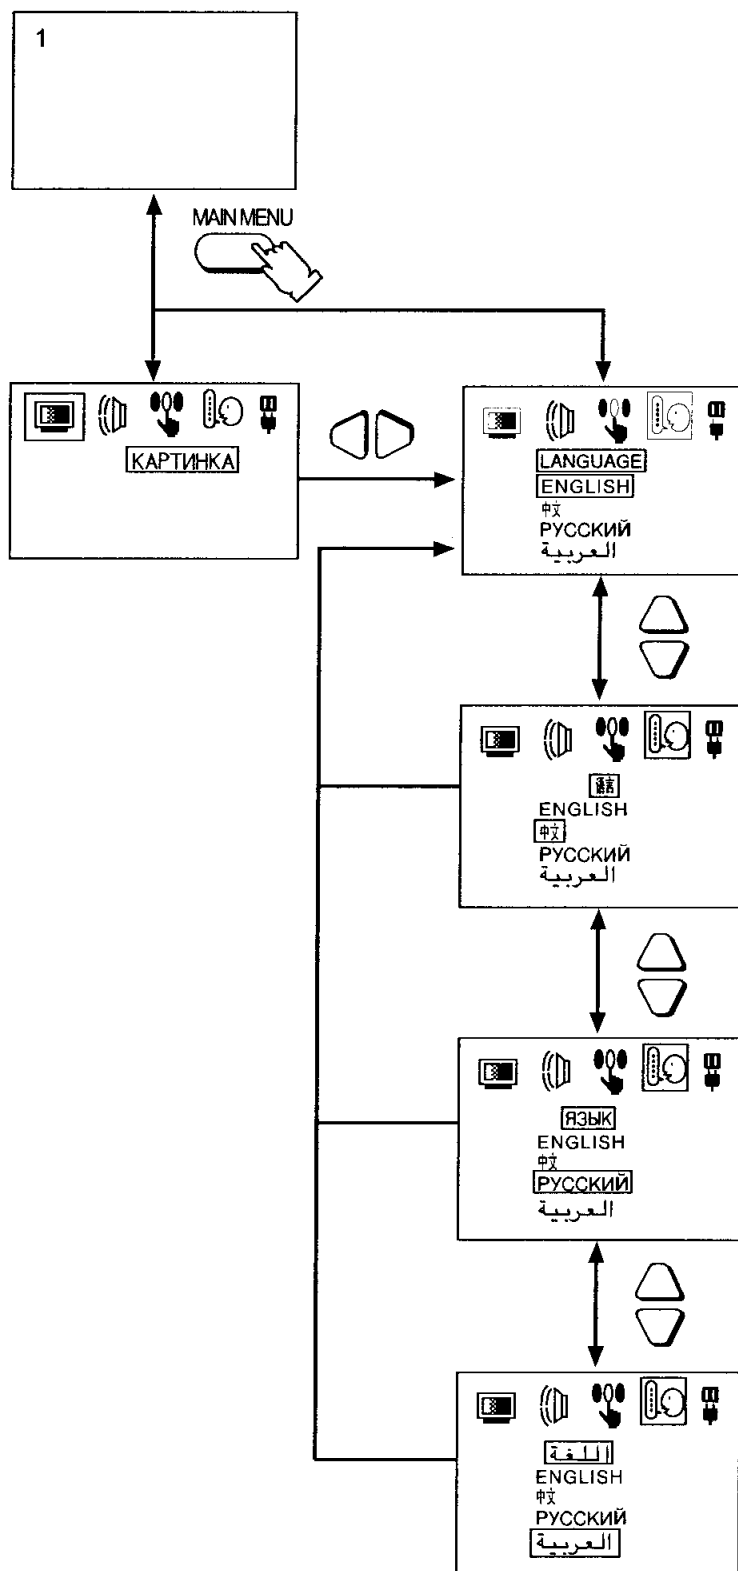 1
MAIN MENU
КАРТИНКА
LANGUAGE
ENGLISH
中文
РУССКИЙ
العربية
語言
ENGLISH
中文
РУССКИЙ
العربية
ЯЗЫК
ENGLISH
中文
РУССКИЙ
العربية
اللغة
ENGLISH
中文
РУССКИЙ
العربية